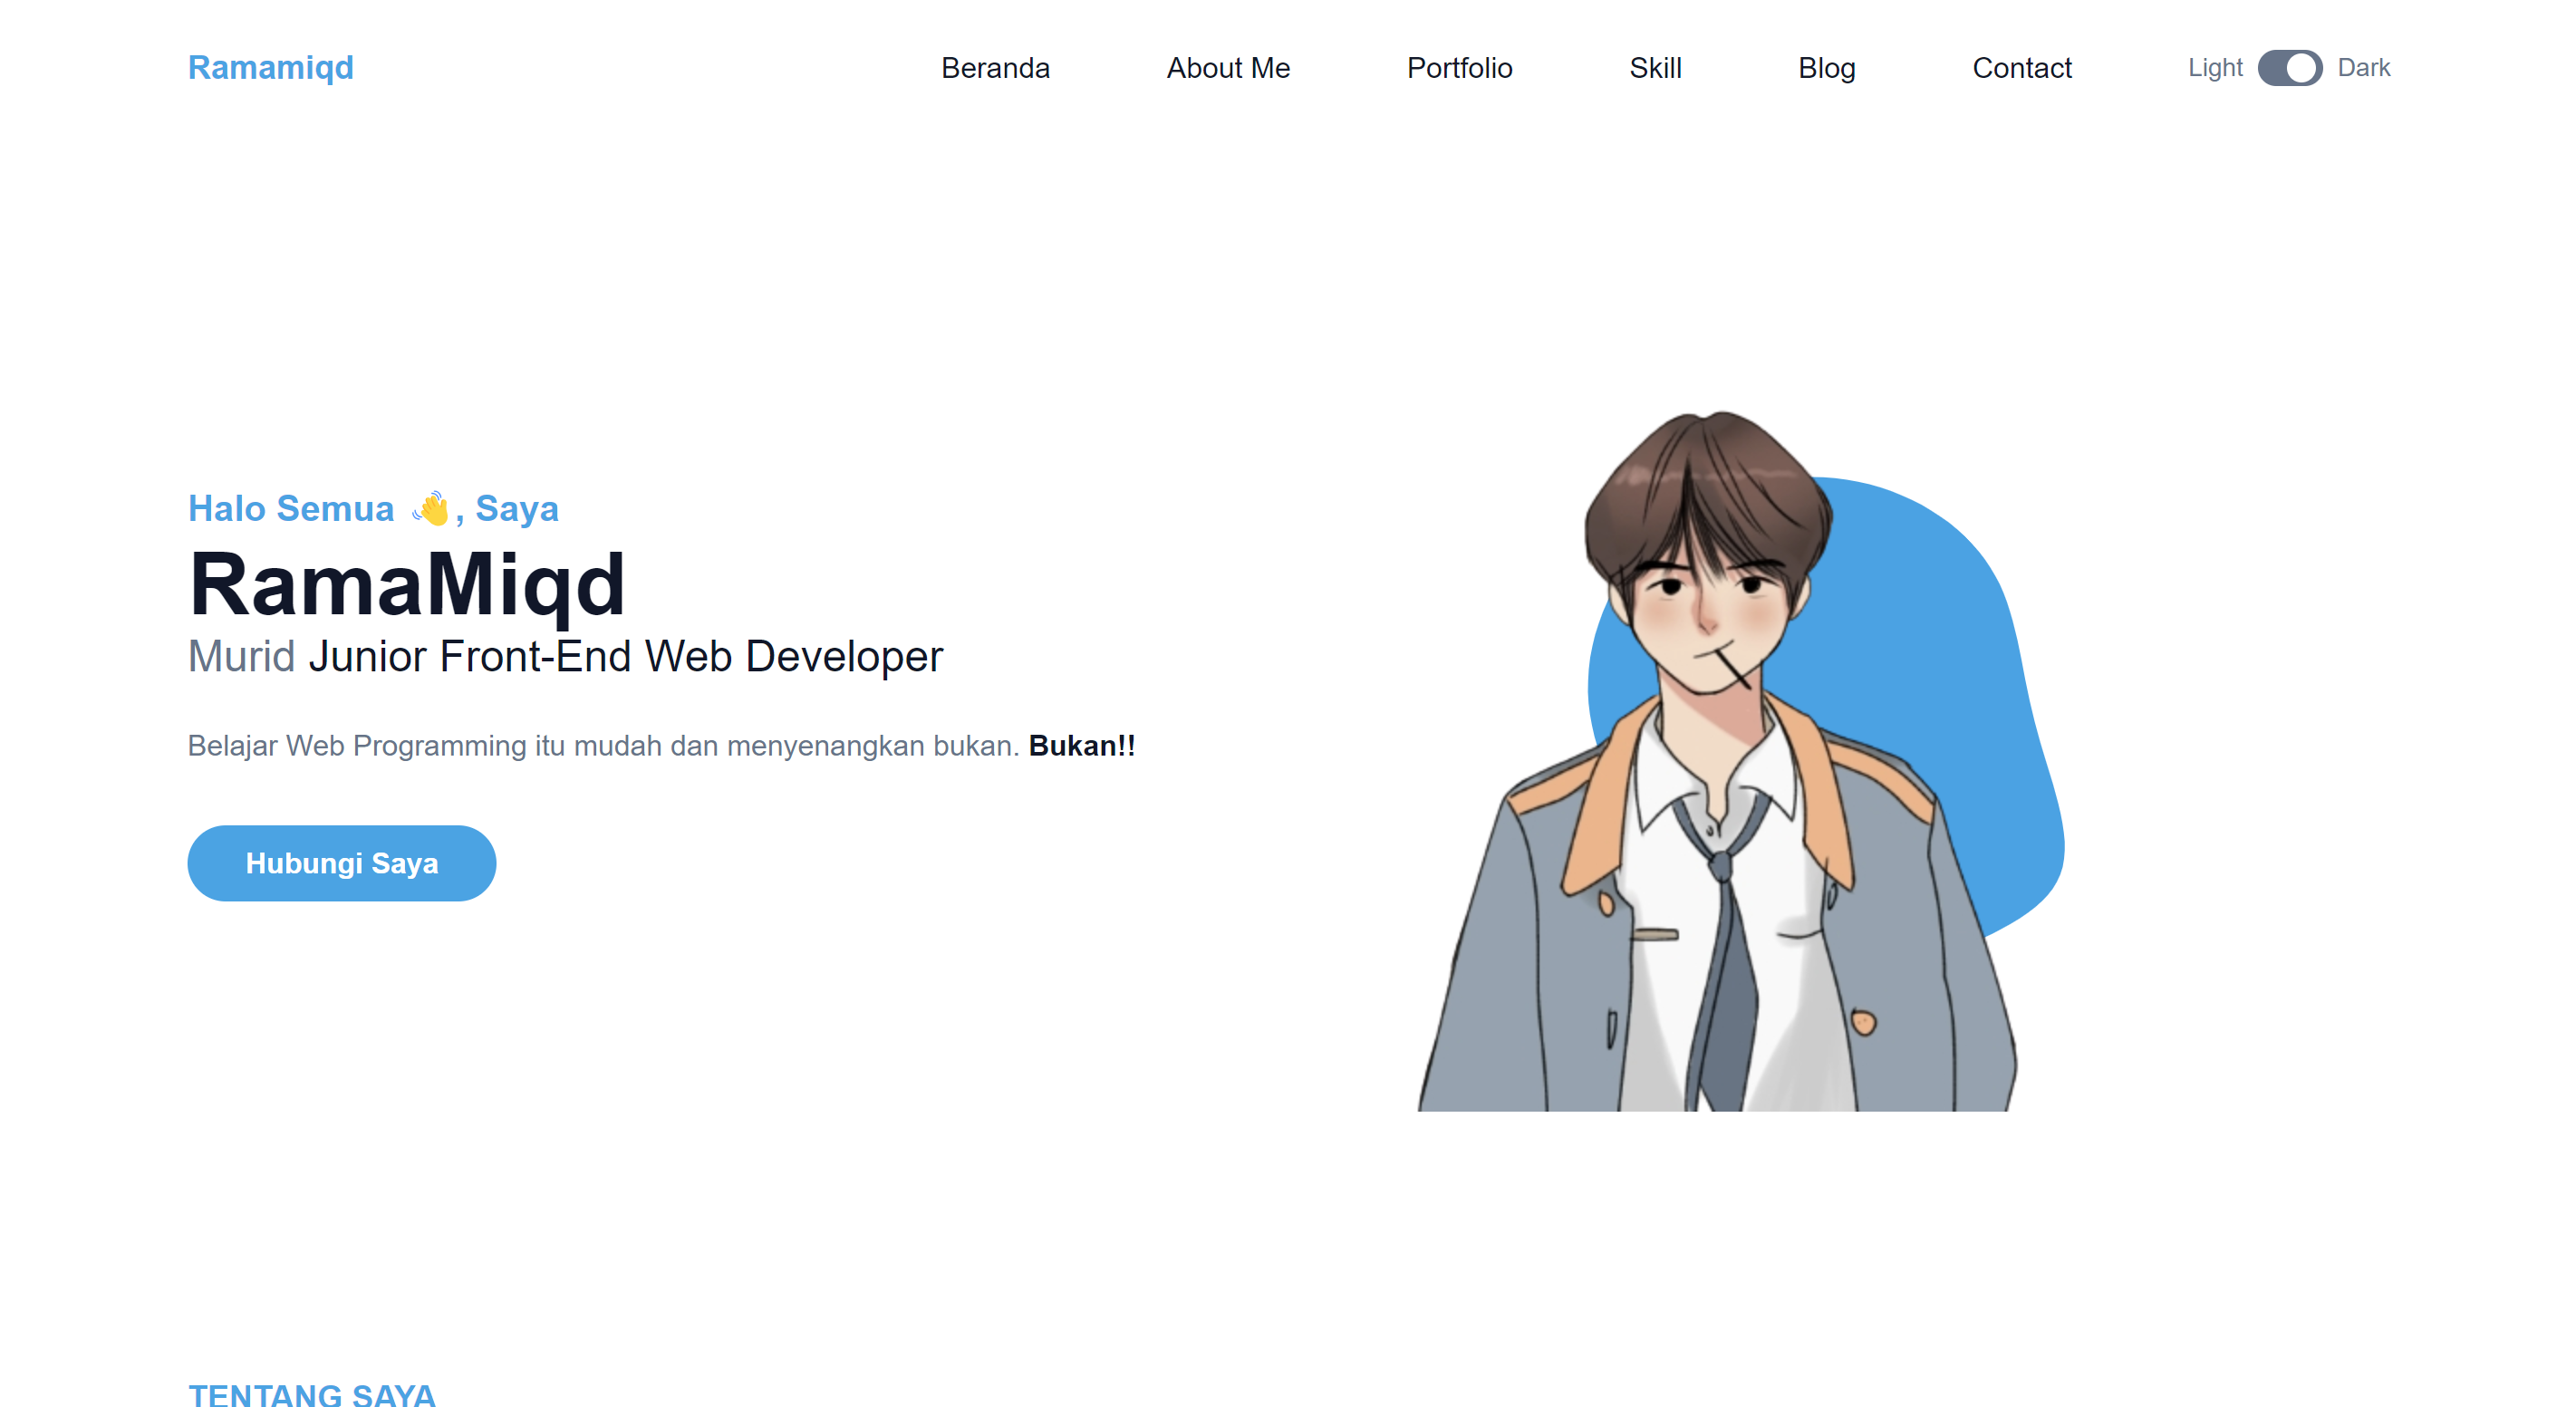 Ramamiqd Beranda About Me Portfolio Skill Blog Contact Light Dark
Halo Semua 👋, Saya
RamaMiqd
Murid Junior Front-End Web Developer
Belajar Web Programming itu mudah dan menyenangkan bukan. Bukan!!
Hubungi Saya
TENTANG SAYA